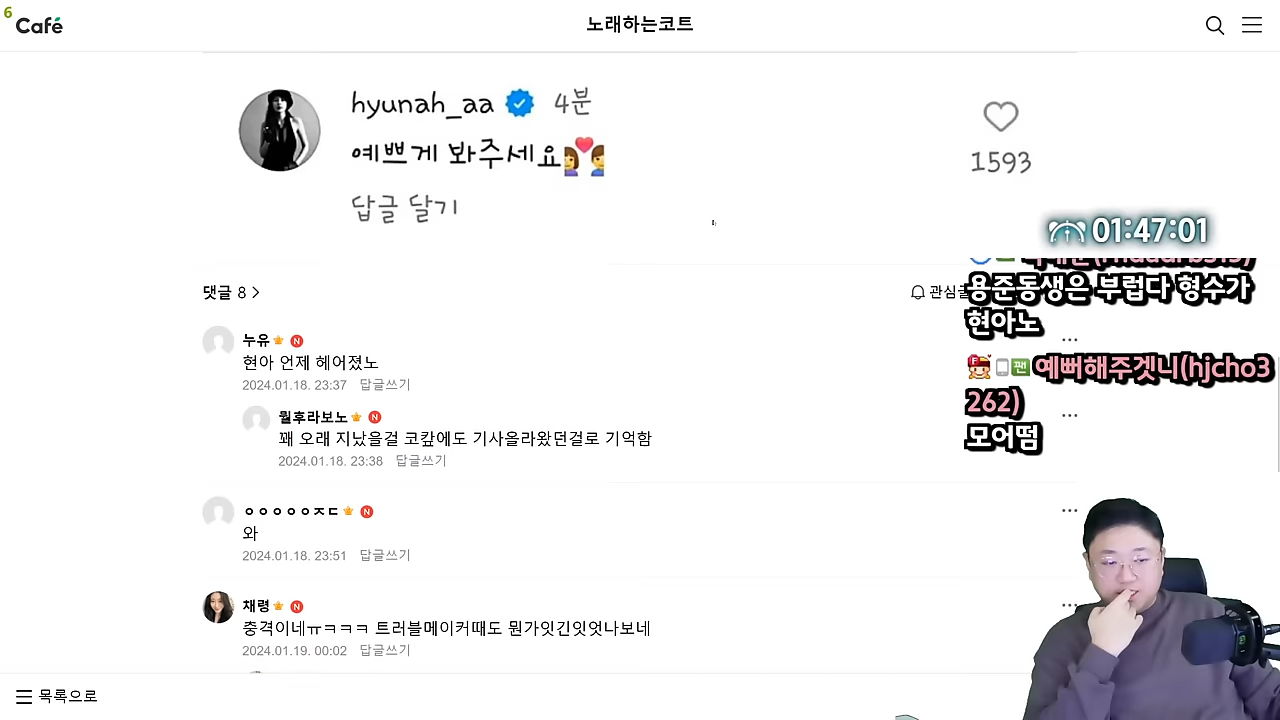 6
Café
노래하는코트
hyunah_aa 4분
예쁘게 봐주세요
1593
답글 달기
01:47:01
댓글 8
관심글
용준동생은 부럽다 형수가
현아노
예뻐해주겟니(hjcho3
262)
모어떰
누유 N
현아 언제 헤어졌노
2024.01.18. 23:37 답글쓰기
월후라보노 N
꽤 오래 지났을걸 코캎에도 기사올라왔던걸로 기억함
2024.01.18. 23:38 답글쓰기
ㅇㅇㅇㅇㅇㅈㄷ N
와
2024.01.18. 23:51 답글쓰기
채령 N
충격이네ㅠㅋㅋㅋ 트러블메이커때도 뭔가잇긴잇엇나보네
2024.01.19. 00:02 답글쓰기
목록으로